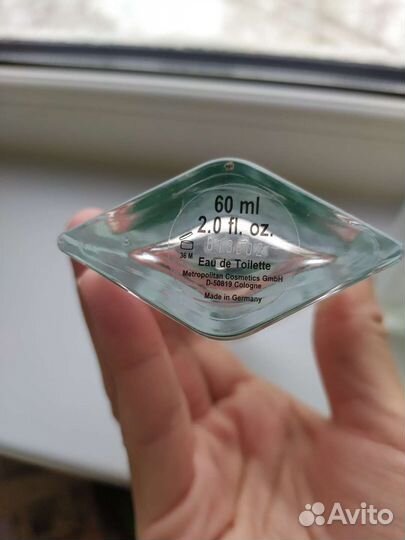 60 ml
2.0 fl. oz.
36 M
Eau de Toilette
Metropolitan Cosmetics GmbH
D-50819 Cologne
Made in Germany
Avito